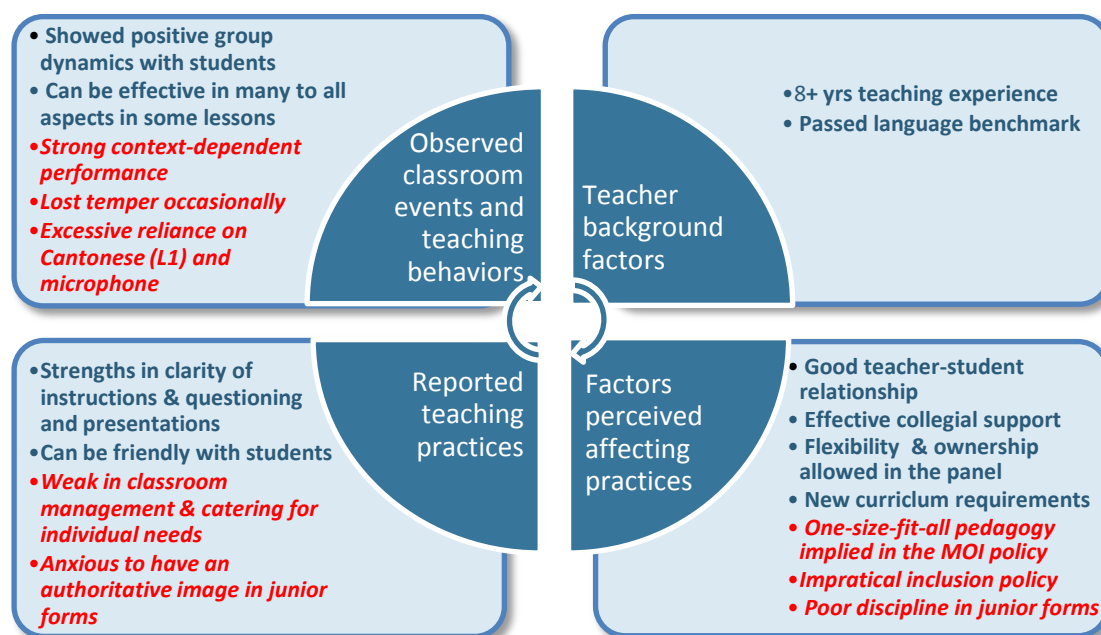 • Showed positive group
dynamics with students
• Can be effective in many to all
aspects in some lessons
•Strong context-dependent
performance
•Lost temper occasionally
•Excessive reliance on
Cantonese (L1) and
microphone
Observed
classroom
events and
teaching
behaviors
•8+ yrs teaching experience
• Passed language benchmark
Teacher
background
factors
•Strengths in clarity of
instructions & questioning
and presentations
•Can be friendly with students
•Weak in classroom
management & catering for
individual needs
•Anxious to have an
authoritative image in junior
forms
Reported
teaching
practices
Factors
perceived
affecting
practices
• Good teacher-student
relationship
• Effective collegial support
• Flexibility & ownership
allowed in the panel
• New curriclum requirements
• One-size-fit-all pedagogy
implied in the MOI policy
•Impratical inclusion policy
• Poor discipline in junior forms